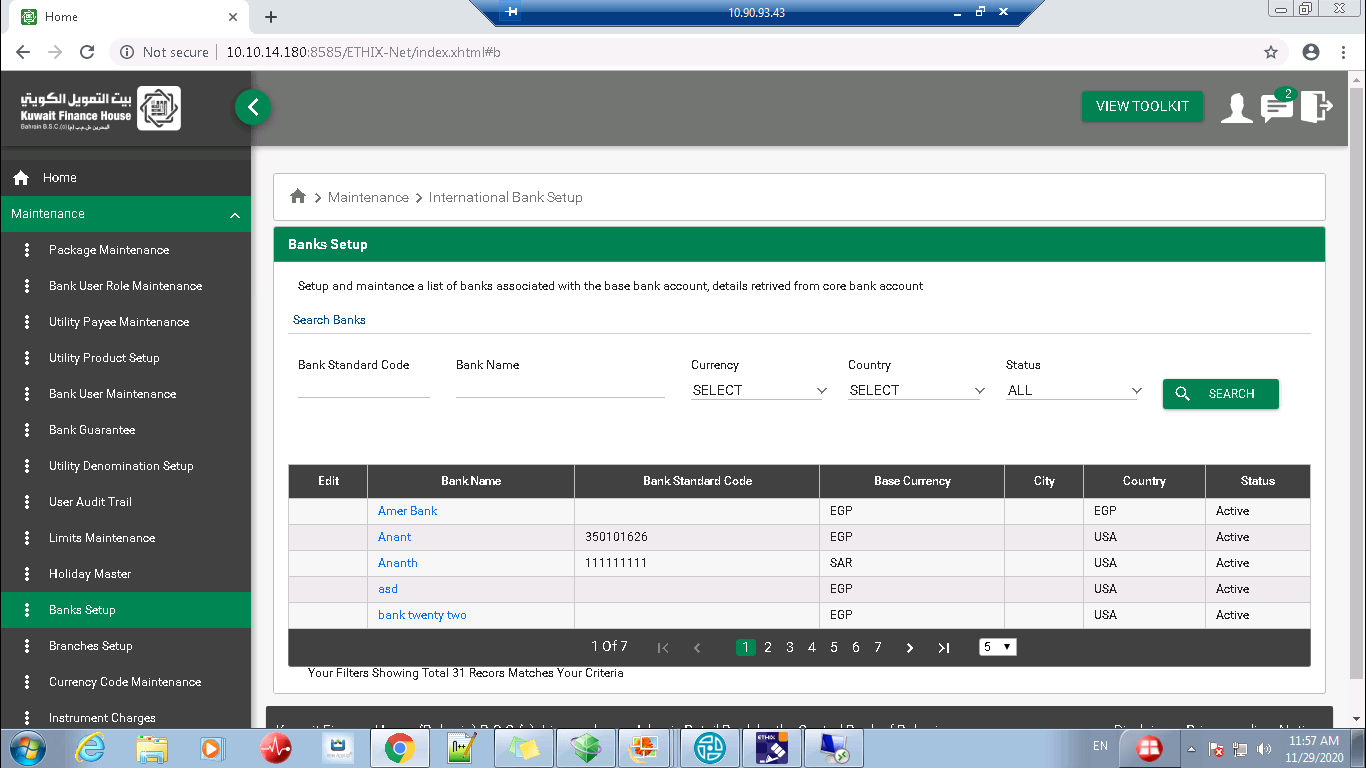 Home
10.90.93.43
Not secure
10.10.14.180:8585/ETHIX-Net/index.xhtml#b
بيت التمويل الكويتي
Kuwait Finance House
Bahrain B.S.C.(c)
VIEW TOOLKIT
2
Home
Maintenance
Package Maintenance
Bank User Role Maintenance
Utility Payee Maintenance
Utility Product Setup
Bank User Maintenance
Bank Guarantee
Utility Denomination Setup
User Audit Trail
Limits Maintenance
Holiday Master
Banks Setup
Branches Setup
Currency Code Maintenance
Instrument Charges
Maintenance International Bank Setup
Banks Setup
Setup and maintance a list of banks associated with the base bank account, details retrived from core bank account
Search Banks
Bank Standard Code Bank Name Currency Country Status
SELECT SELECT ALL SEARCH
Edit Bank Name Bank Standard Code Base Currency City Country Status
Amer Bank EGP EGP Active
Anant 350101626 EGP USA Active
Ananth 111111111 SAR USA Active
asd EGP USA Active
bank twenty two EGP USA Active
1 Of 7 1 2 3 4 5 6 7 5
Your Filters Showing Total 31 Recors Matches Your Criteria
EN
11:57 AM
11/29/2020